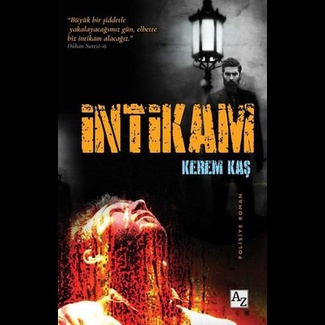 "Büyük bir şiddetle
yakalayacağımız gün, elbette
biz intikam alacağız."
Duhan Suresi-16
İNTİKAM
KEREM KAŞ
POLİSİYE ROMAN
AZ